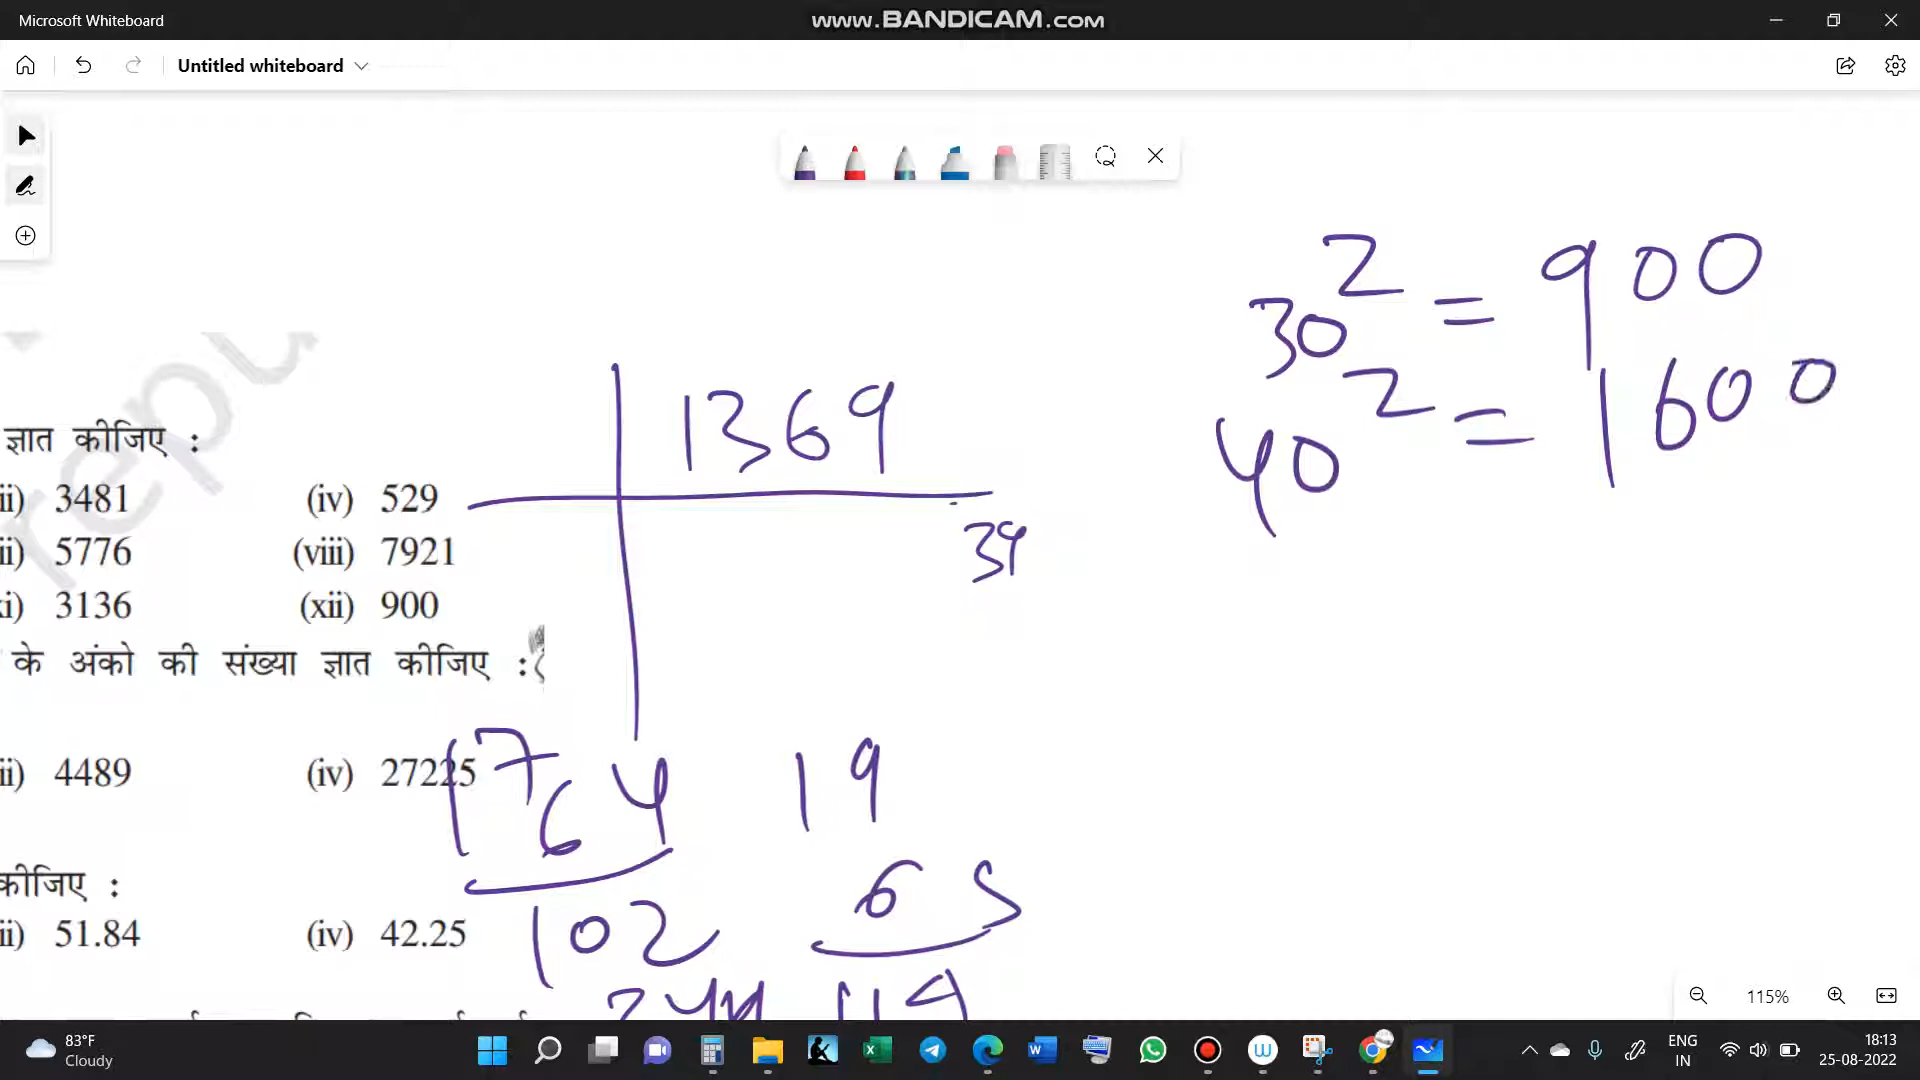 Microsoft Whiteboard
www.BANDICAM.com
Untitled whiteboard
30² = 900
40² = 1600
1369
39
ज्ञात कीजिए :
ii) 3481 (iv) 529
ii) 5776 (viii) 7921
xi) 3136 (xii) 900
के अंको की संख्या ज्ञात कीजिए :
ii) 4489 (iv) 27225
1764 19
65
102
कीजिए :
ii) 51.84 (iv) 42.25
115%
83°F
Cloudy
ENG
IN
18:13
25-08-2022